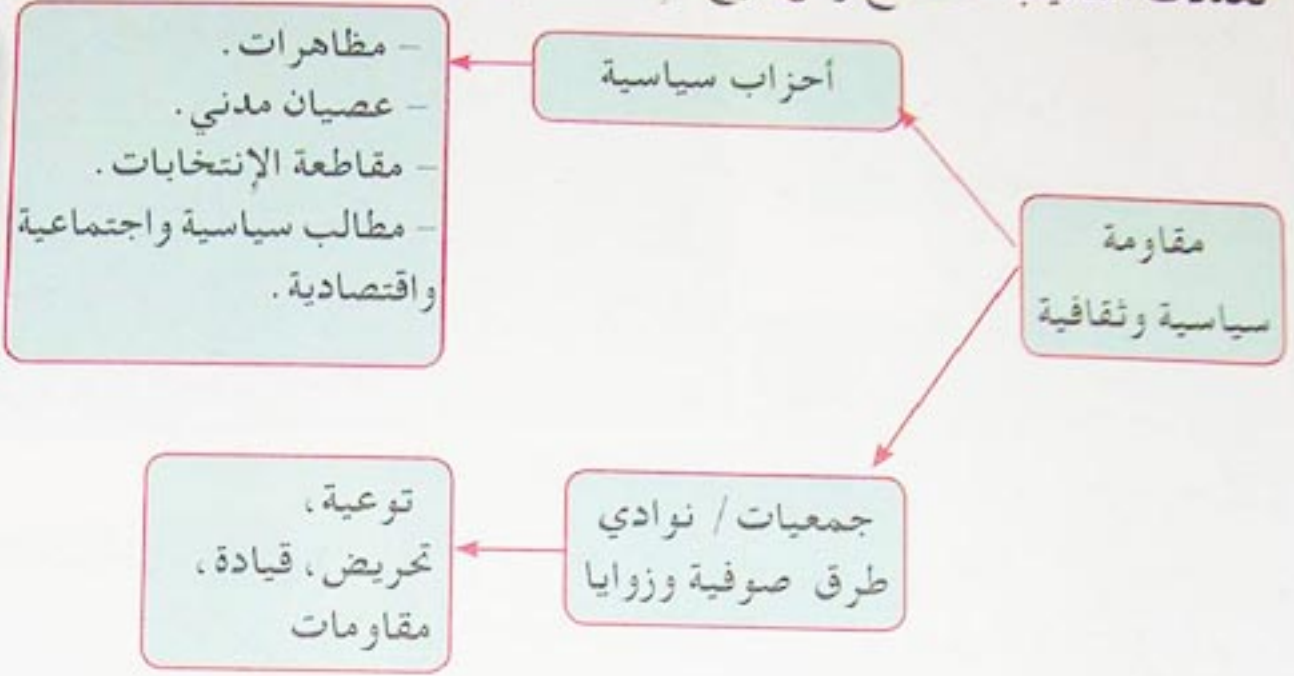 مقاومة
سياسية وثقافية
أحزاب سياسية
– مظاهرات.
– عصيان مدني.
– مقاطعة الإنتخابات.
– مطالب سياسية واجتماعية
واقتصادية.
جمعيات / نوادي
طرق صوفية وزوايا
توعية،
تحريض، قيادة،
مقاومات